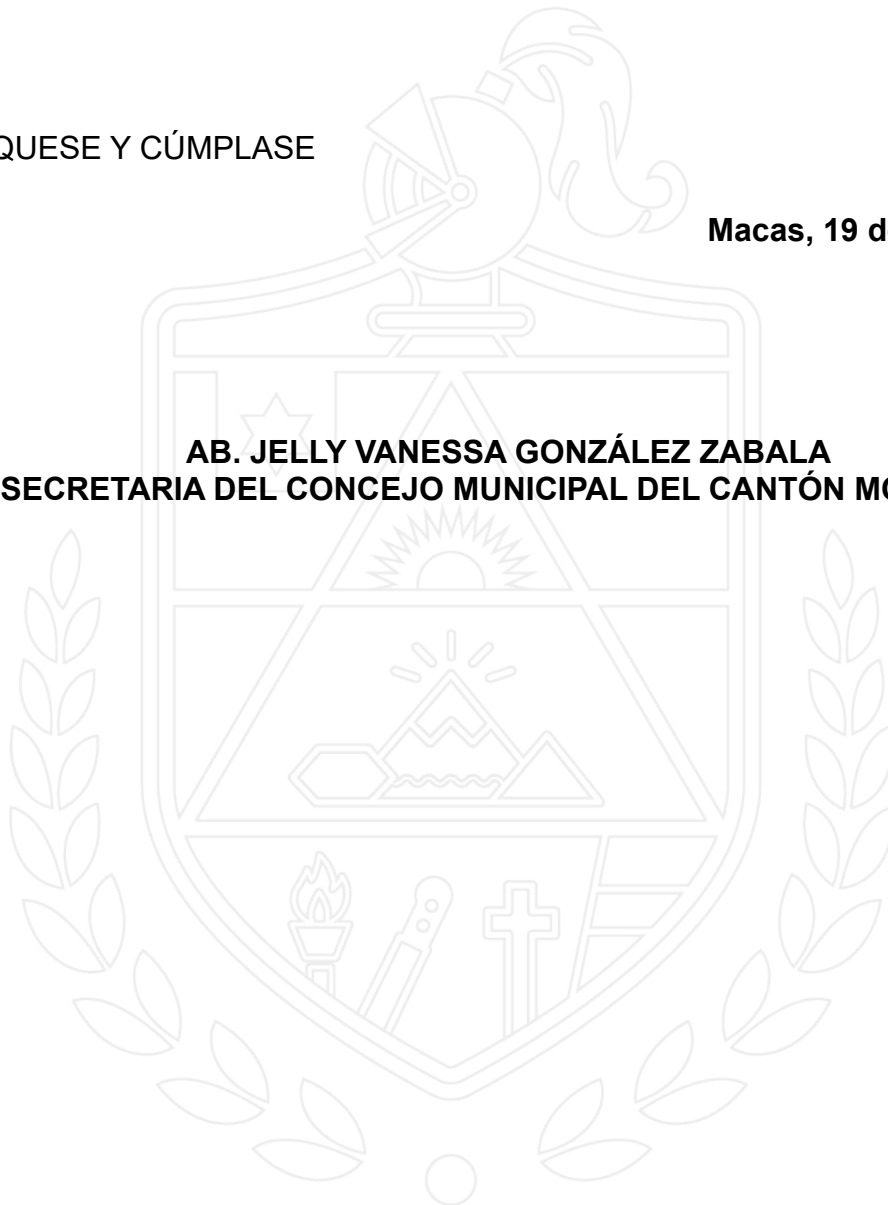 QUESE Y CÚMPLASE
Macas, 19 d
AB. JELLY VANESSA GONZÁLEZ ZABALA
SECRETARIA DEL CONCEJO MUNICIPAL DEL CANTÓN MO